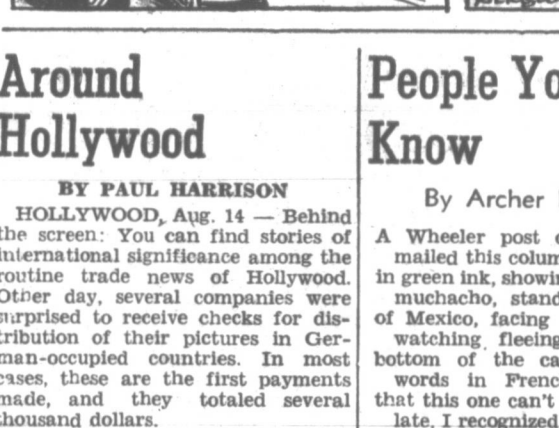 Around
Hollywood
BY PAUL HARRISON
HOLLYWOOD, Aug. 14 — Behind
the screen: You can find stories of
international significance among the
routine trade news of Hollywood.
Other day, several companies were
surprised to receive checks for dis-
tribution of their pictures in Ger-
man-occupied countries. In most
cases, these are the first payments
made, and they totaled several
thousand dollars.
People Yo
Know
By Archer
A Wheeler post
mailed this colum
in green ink, showi
muchacho, stand
of Mexico, facing
watching fleeing
bottom of the ca
words in Frenc
that this one can't
late. I recognized